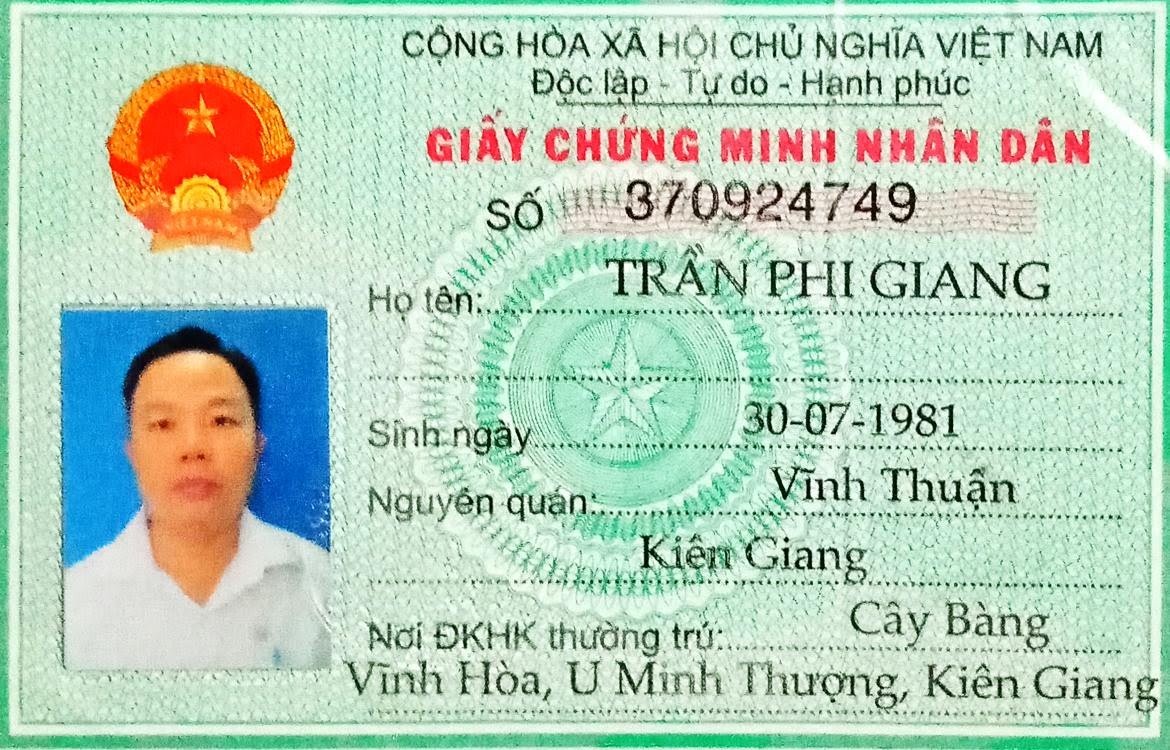 CỘNG HÒA XÃ HỘI CHỦ NGHĨA VIỆT NAM
Độc lập - Tự do - Hạnh phúc
GIẤY CHỨNG MINH NHÂN DÂN
SỐ 370924749
Họ tên: TRẦN PHI GIANG
Sinh ngày 30-07-1981
Nguyên quán: Vĩnh Thuận
Kiên Giang
Nơi ĐKHK thường trú: Cây Bàng
Vĩnh Hòa, U Minh Thượng, Kiên Giang
VIỆT NAM